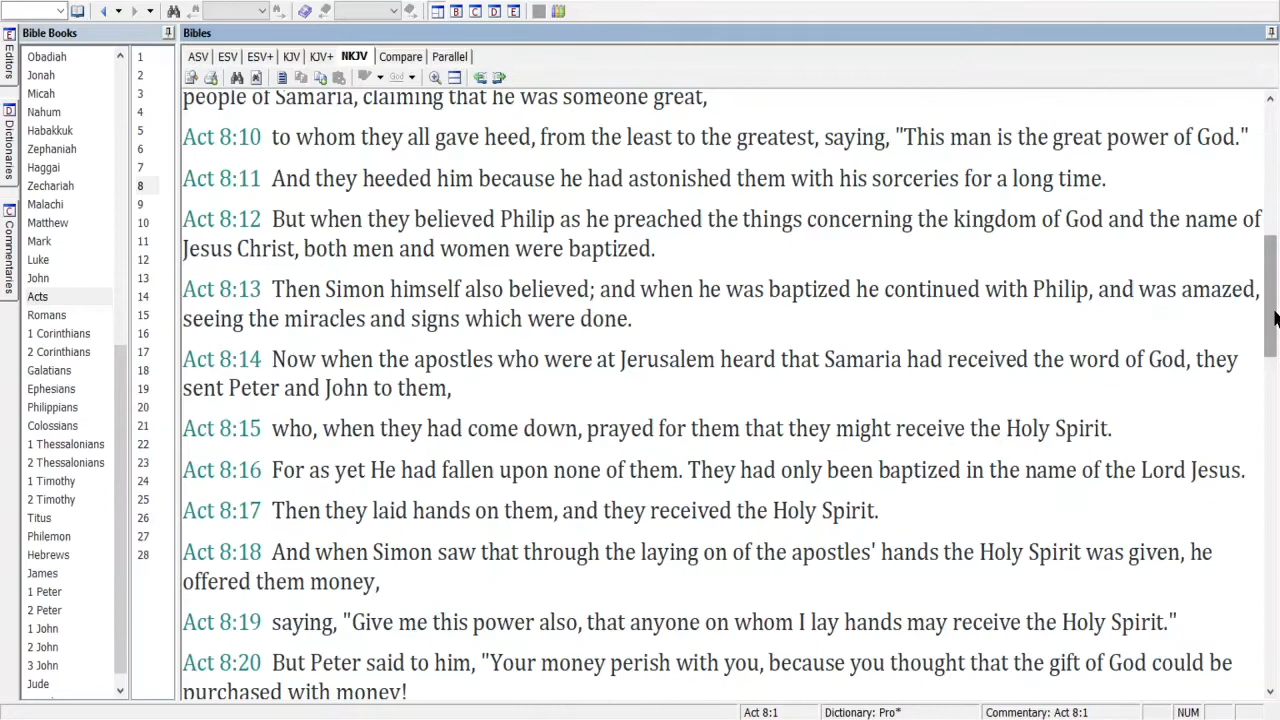 Bible Books
Bibles
ASV ESV ESV+ KJV KJV+ NKJV Compare Parallel
God
Editors
Dictionaries
Commentaries
Obadiah
Jonah
Micah
Nahum
Habakkuk
Zephaniah
Haggai
Zechariah
Malachi
Matthew
Mark
Luke
John
Acts
Romans
1 Corinthians
2 Corinthians
Galatians
Ephesians
Philippians
Colossians
1 Thessalonians
2 Thessalonians
1 Timothy
2 Timothy
Titus
Philemon
Hebrews
James
1 Peter
2 Peter
1 John
2 John
3 John
Jude
1
2
3
4
5
6
7
8
9
10
11
12
13
14
15
16
17
18
19
20
21
22
23
24
25
26
27
28
people of Samaria, claiming that he was someone great,
Act 8:10 to whom they all gave heed, from the least to the greatest, saying, "This man is the great power of God."
Act 8:11 And they heeded him because he had astonished them with his sorceries for a long time.
Act 8:12 But when they believed Philip as he preached the things concerning the kingdom of God and the name of
Jesus Christ, both men and women were baptized.
Act 8:13 Then Simon himself also believed; and when he was baptized he continued with Philip, and was amazed,
seeing the miracles and signs which were done.
Act 8:14 Now when the apostles who were at Jerusalem heard that Samaria had received the word of God, they
sent Peter and John to them,
Act 8:15 who, when they had come down, prayed for them that they might receive the Holy Spirit.
Act 8:16 For as yet He had fallen upon none of them. They had only been baptized in the name of the Lord Jesus.
Act 8:17 Then they laid hands on them, and they received the Holy Spirit.
Act 8:18 And when Simon saw that through the laying on of the apostles' hands the Holy Spirit was given, he
offered them money,
Act 8:19 saying, "Give me this power also, that anyone on whom I lay hands may receive the Holy Spirit."
Act 8:20 But Peter said to him, "Your money perish with you, because you thought that the gift of God could be
purchased with money!
Act 8:1 Dictionary: Pro* Commentary: Act 8:1 NUM